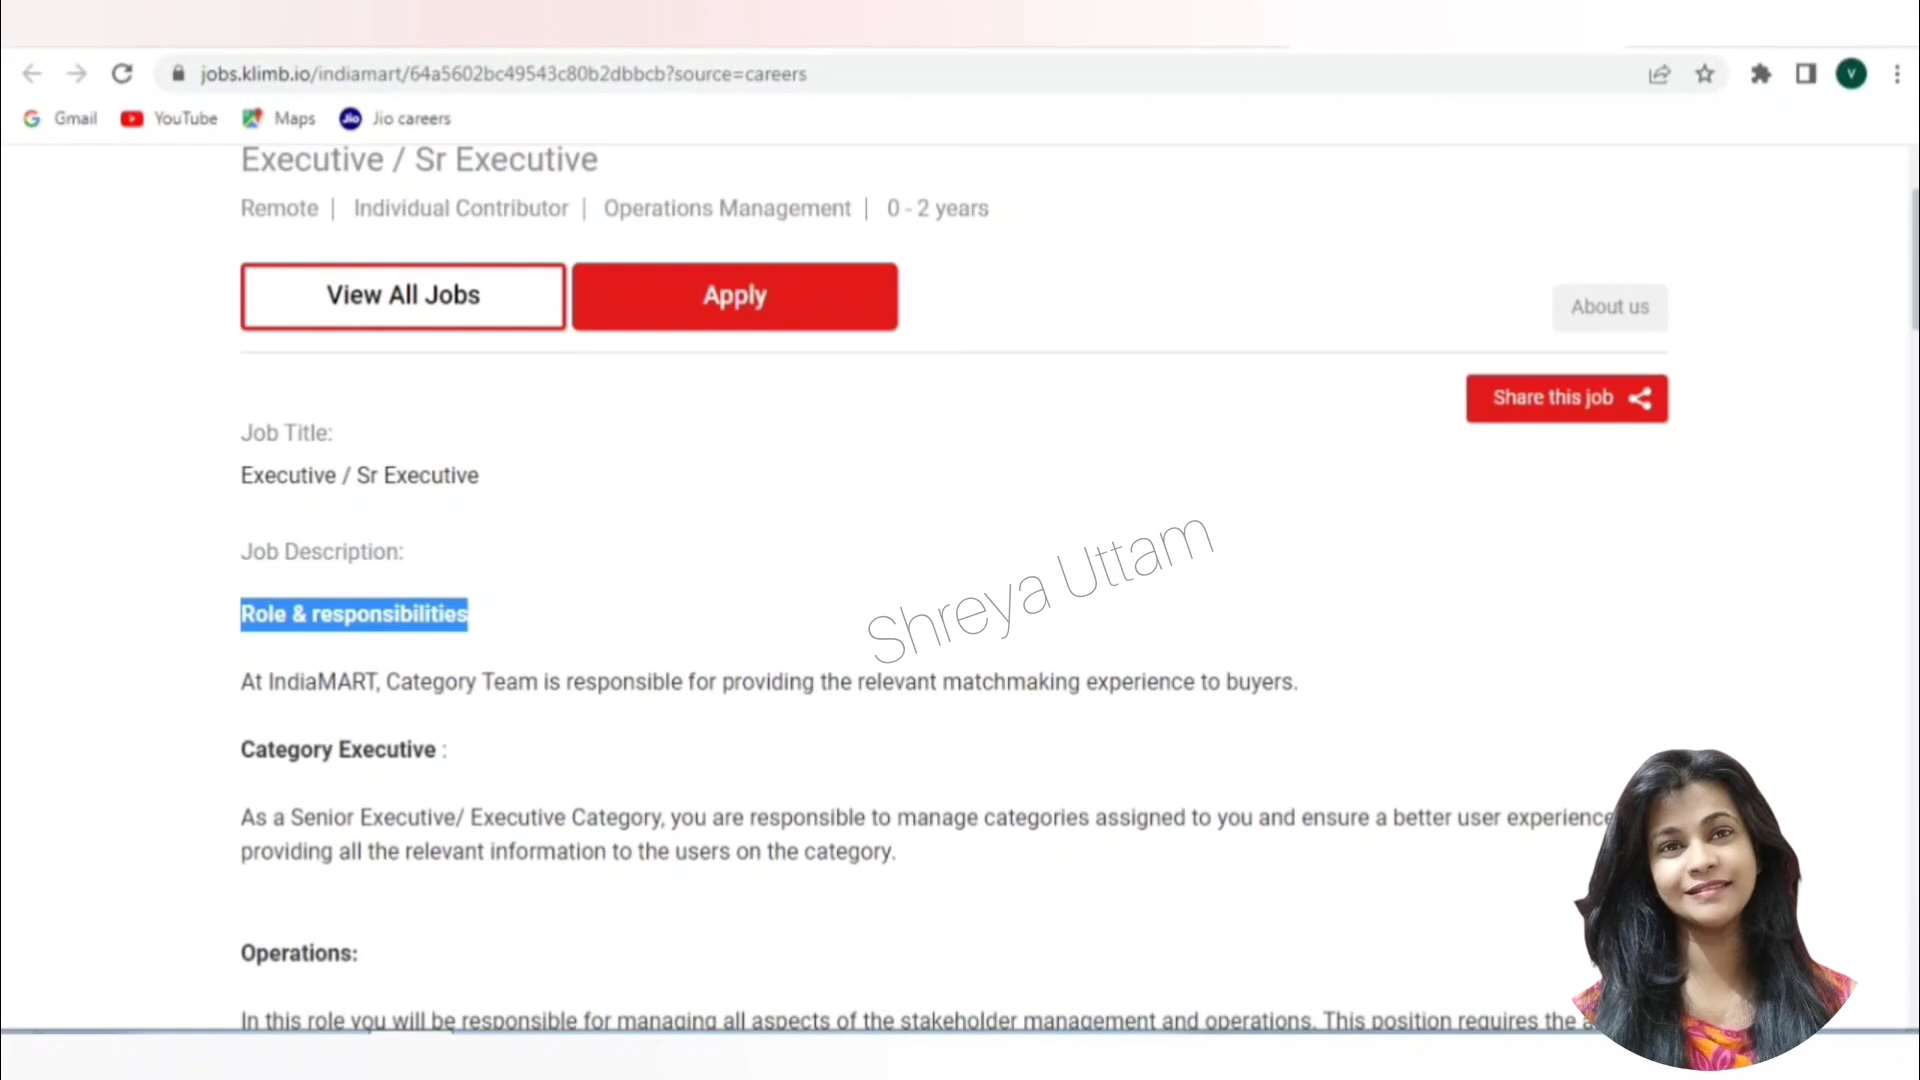 jobs.klimb.io/indiamart/64a5602bc49543c80b2dbbcb?source=careers
V
Gmail YouTube Maps Jio Jio careers
Executive / Sr Executive
Remote | Individual Contributor | Operations Management | 0 - 2 years
View All Jobs Apply
About us
Share this job
Job Title:
Executive / Sr Executive
Job Description:
Role & responsibilities
Shreya Uttam
At IndiaMART, Category Team is responsible for providing the relevant matchmaking experience to buyers.
Category Executive :
As a Senior Executive/ Executive Category, you are responsible to manage categories assigned to you and ensure a better user experience
providing all the relevant information to the users on the category.
Operations:
In this role you will be responsible for managing all aspects of the stakeholder management and operations. This position requires the